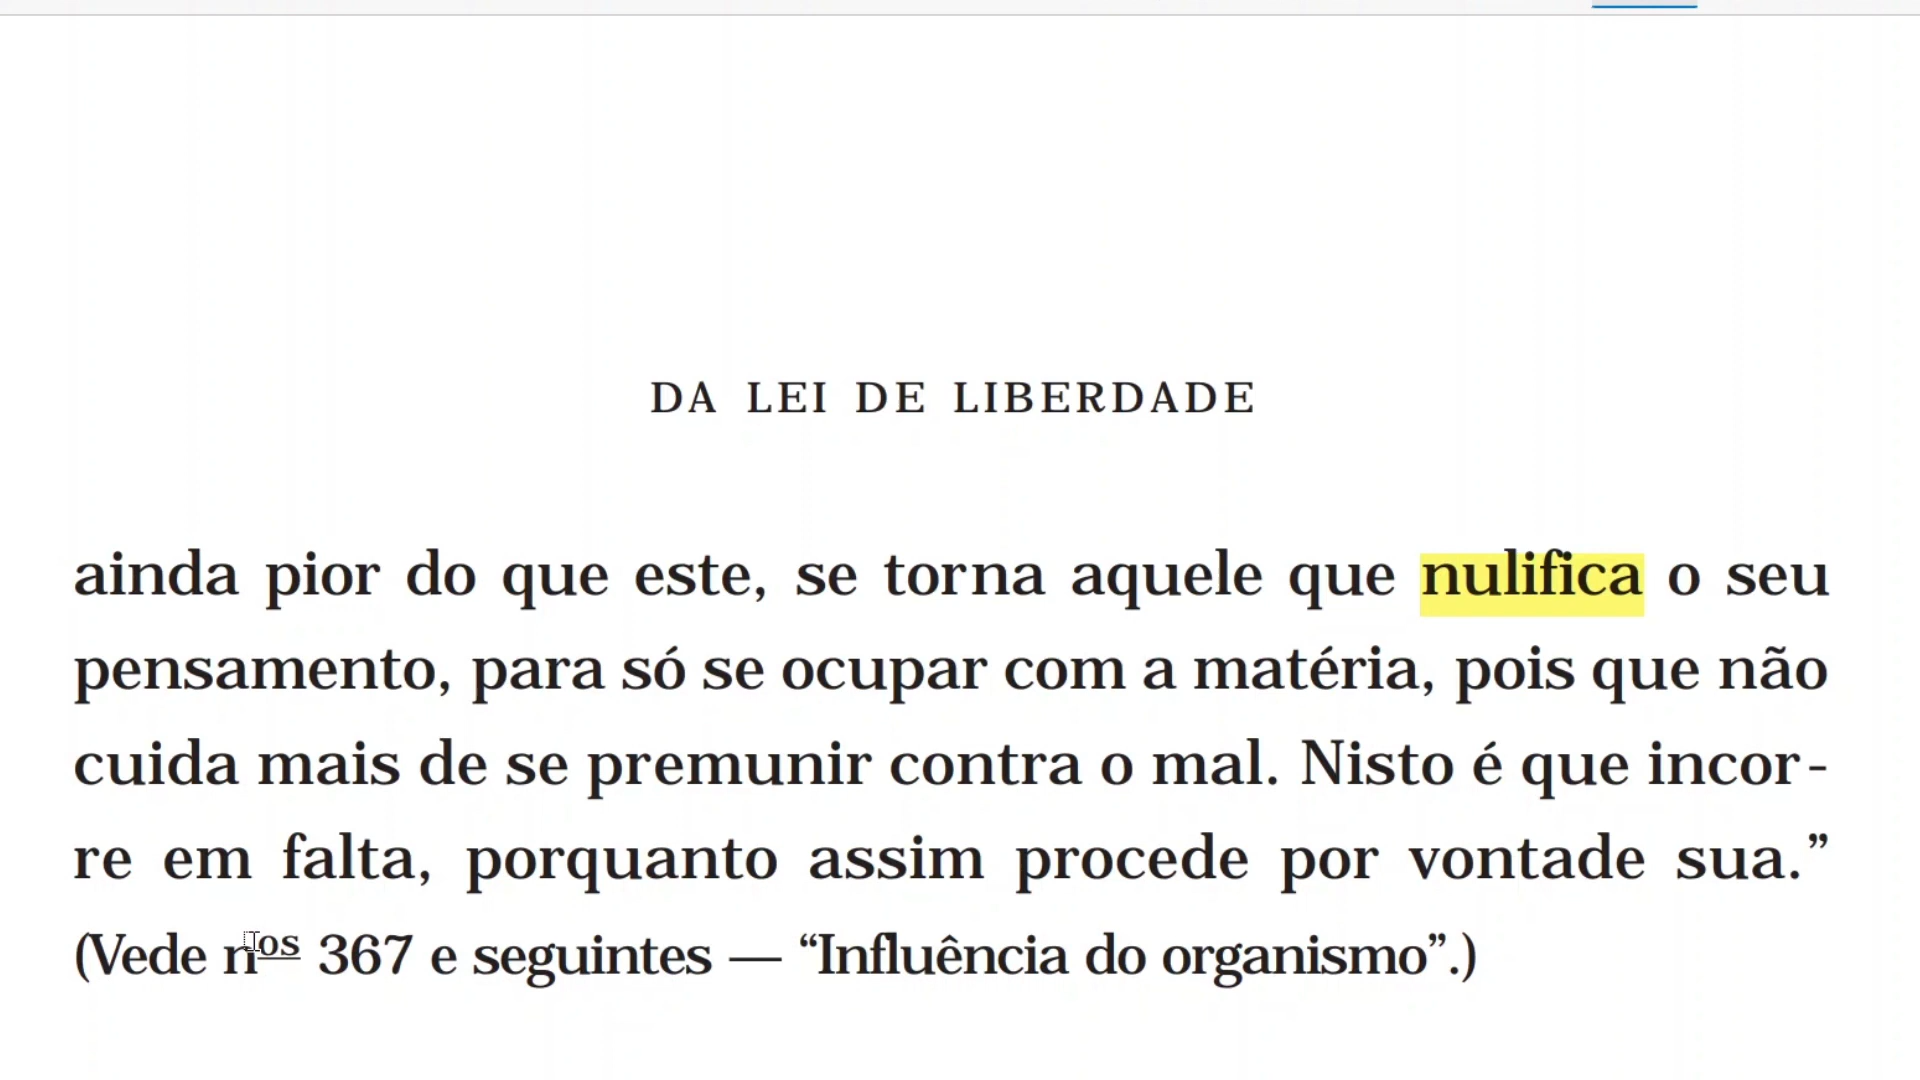 DA LEI DE LIBERDADE
ainda pior do que este, se torna aquele que nulifica o seu
pensamento, para só se ocupar com a matéria, pois que não
cuida mais de se premunir contra o mal. Nisto é que incor-
re em falta, porquanto assim procede por vontade sua.”
(Vede nos 367 e seguintes — “Influência do organismo”.)